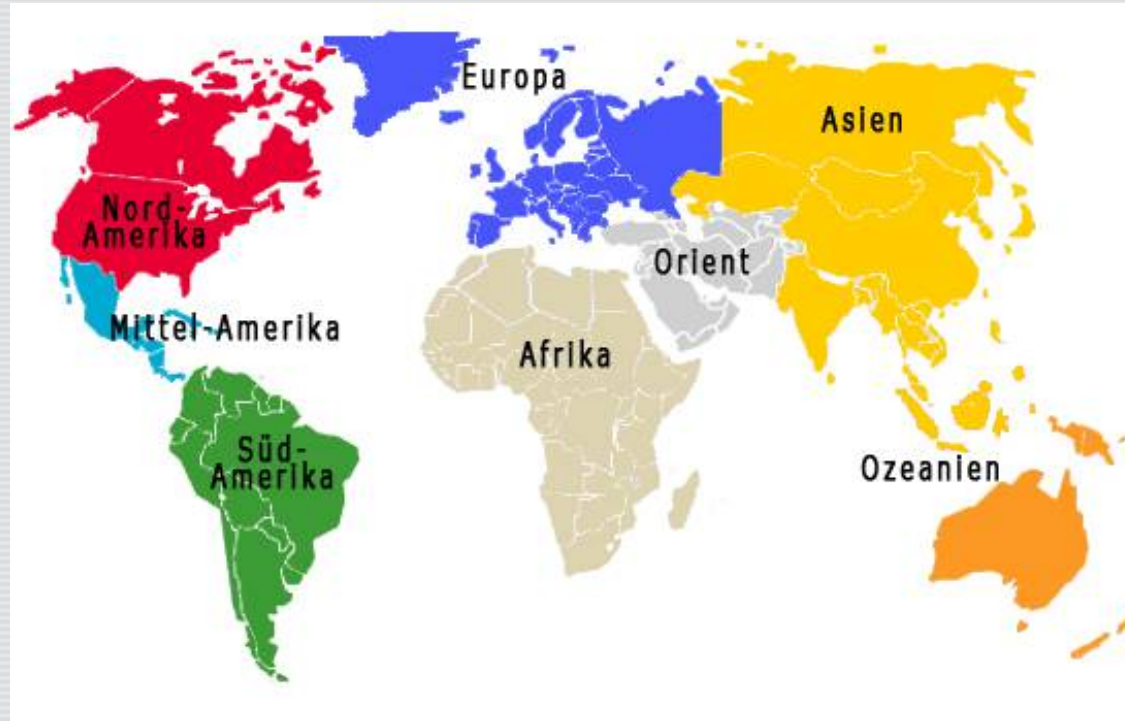 Europa
Asien
Nord-
Amerika
Orient
Mittel-Amerika
Afrika
Süd-
Amerika
Ozeanien